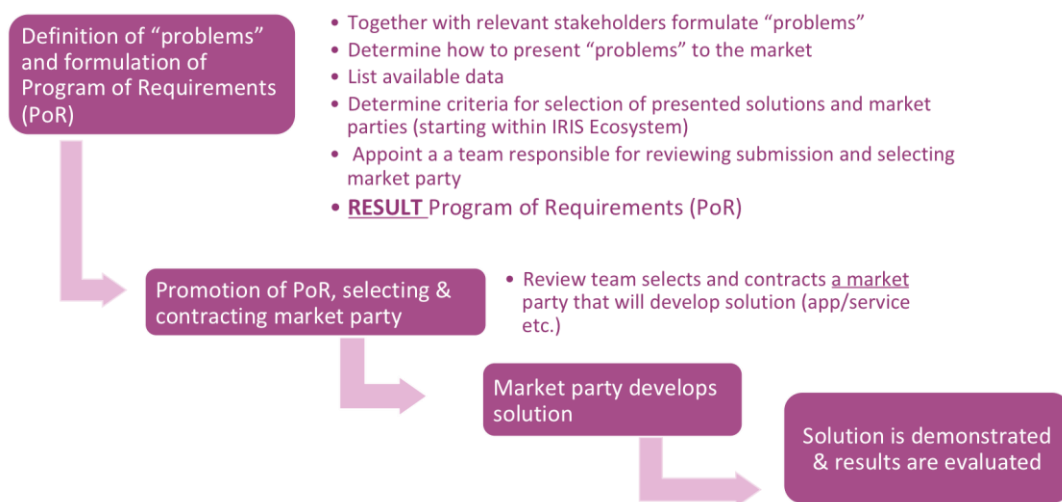 Definition of “problems”
and formulation of
Program of Requirements
(PoR)
• Together with relevant stakeholders formulate “problems”
• Determine how to present “problems” to the market
• List available data
• Determine criteria for selection of presented solutions and market
parties (starting within IRIS Ecosystem)
• Appoint a a team responsible for reviewing submission and selecting
market party
• RESULT Program of Requirements (PoR)
Promotion of PoR, selecting &
contracting market party
• Review team selects and contracts a market
party that will develop solution (app/service
etc.)
Market party develops
solution
Solution is demonstrated
& results are evaluated